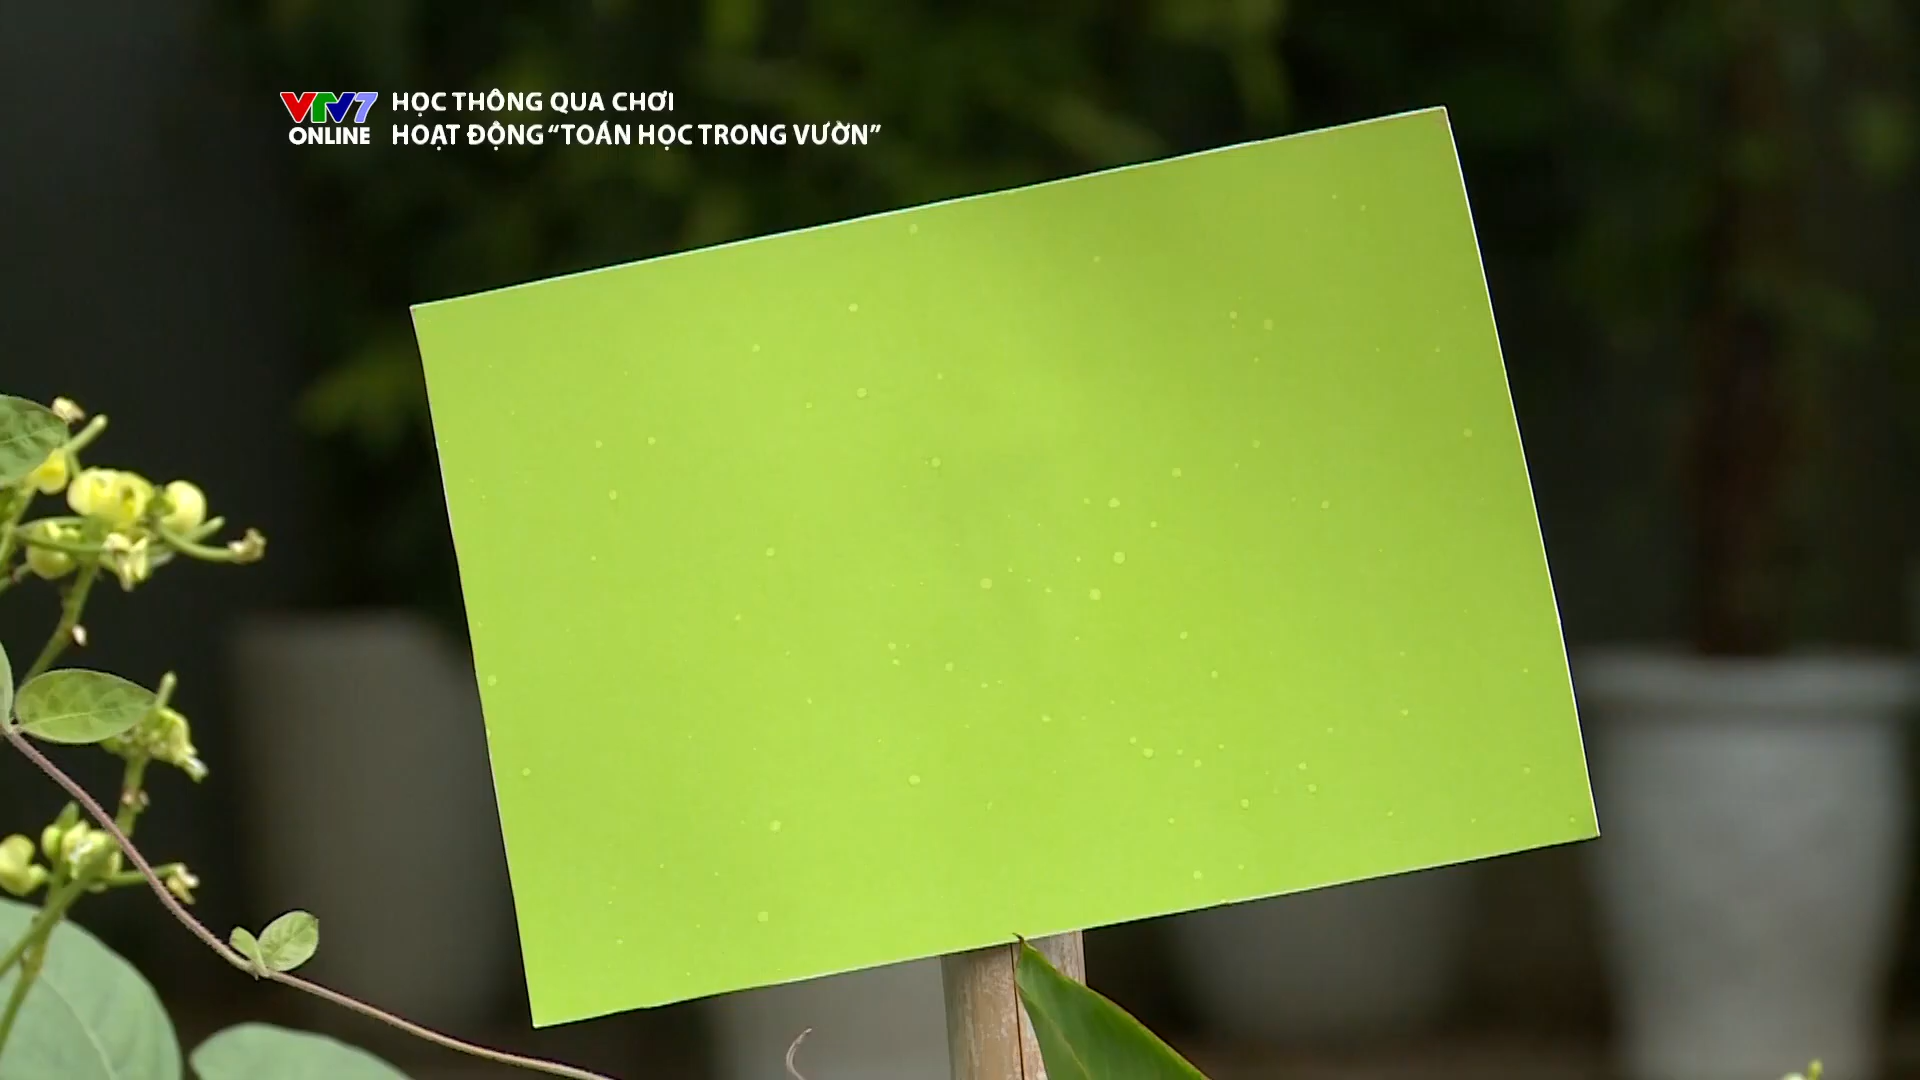 VTV7
ONLINE
HỌC THÔNG QUA CHƠI
HOẠT ĐỘNG “TOÁN HỌC TRONG VƯỜN”